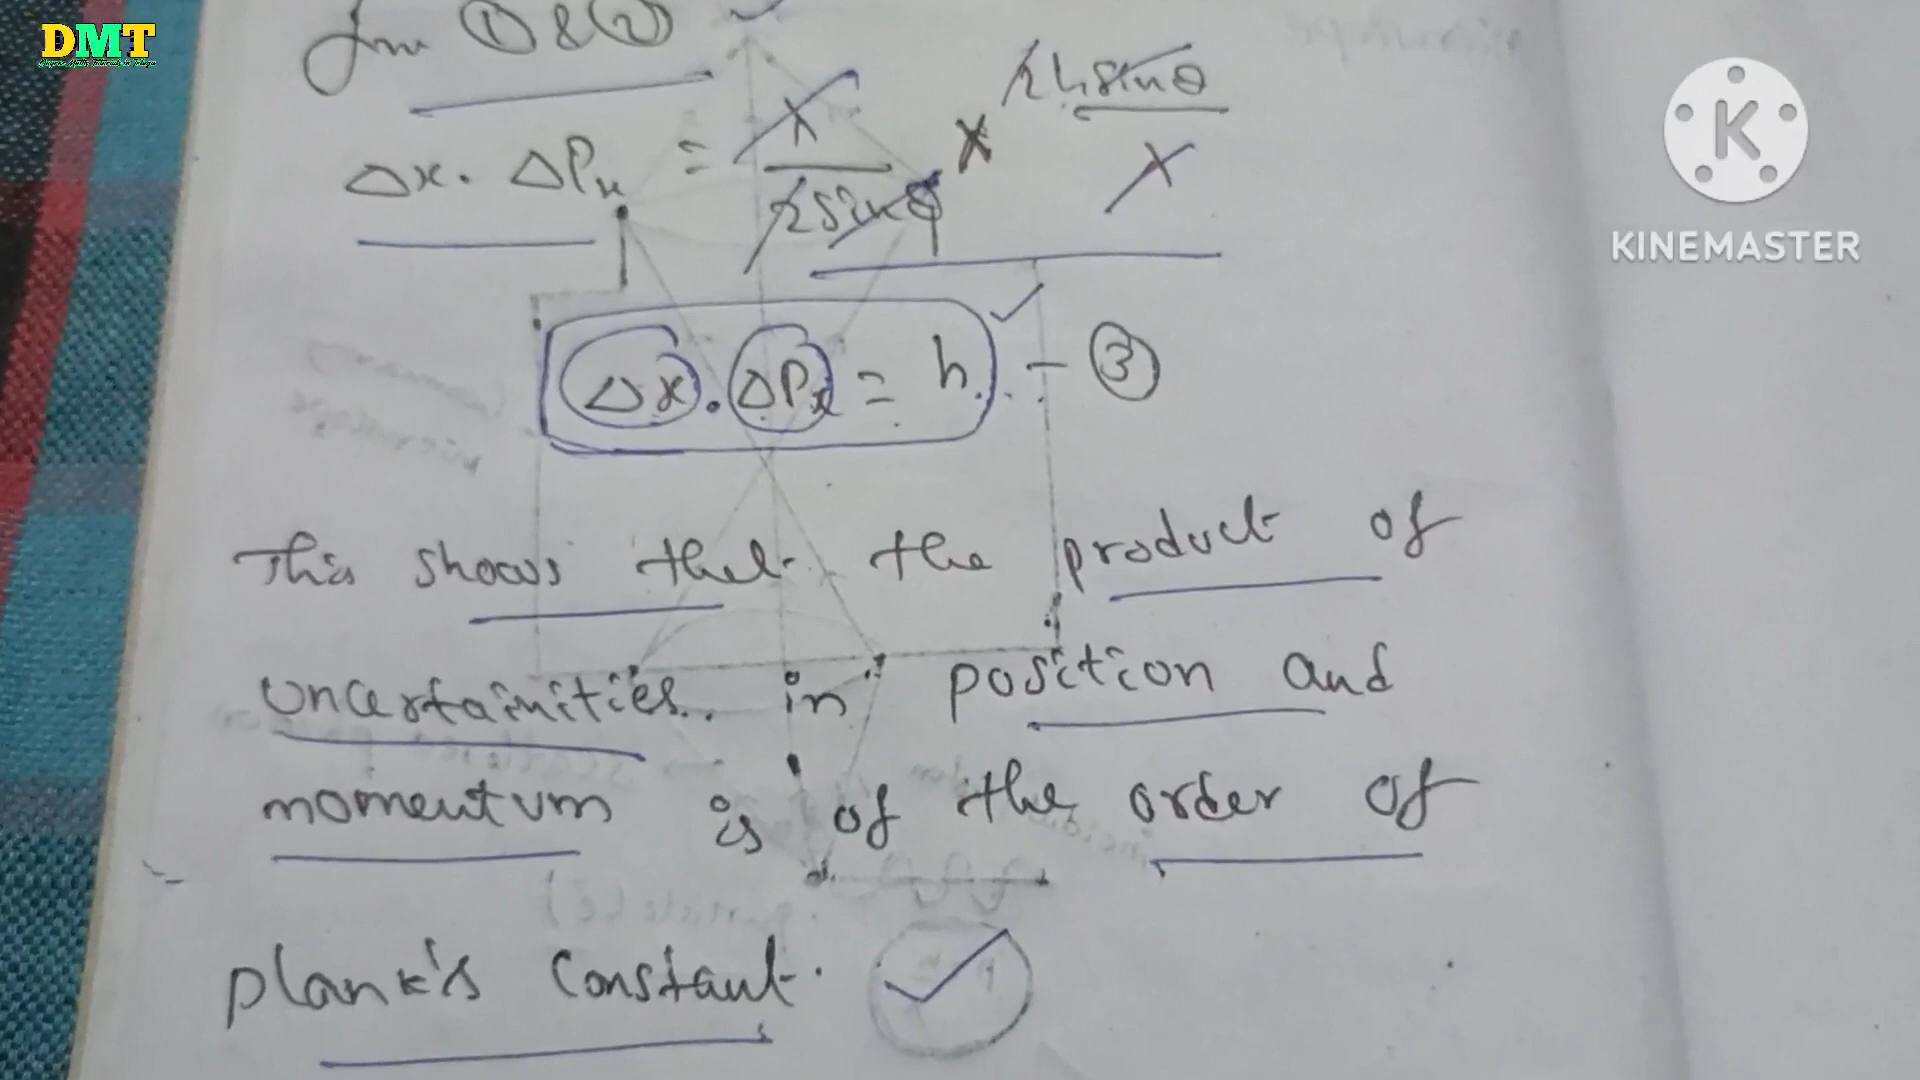 DMT
KINEMASTER
from ① & ②
Δx. ΔPx = λ / 2sinθ × 2h sinθ / λ
Δx. ΔPx = h. - ③
This shows that the product of
uncertainities in position and
momentum is of the order of
plank's constant.